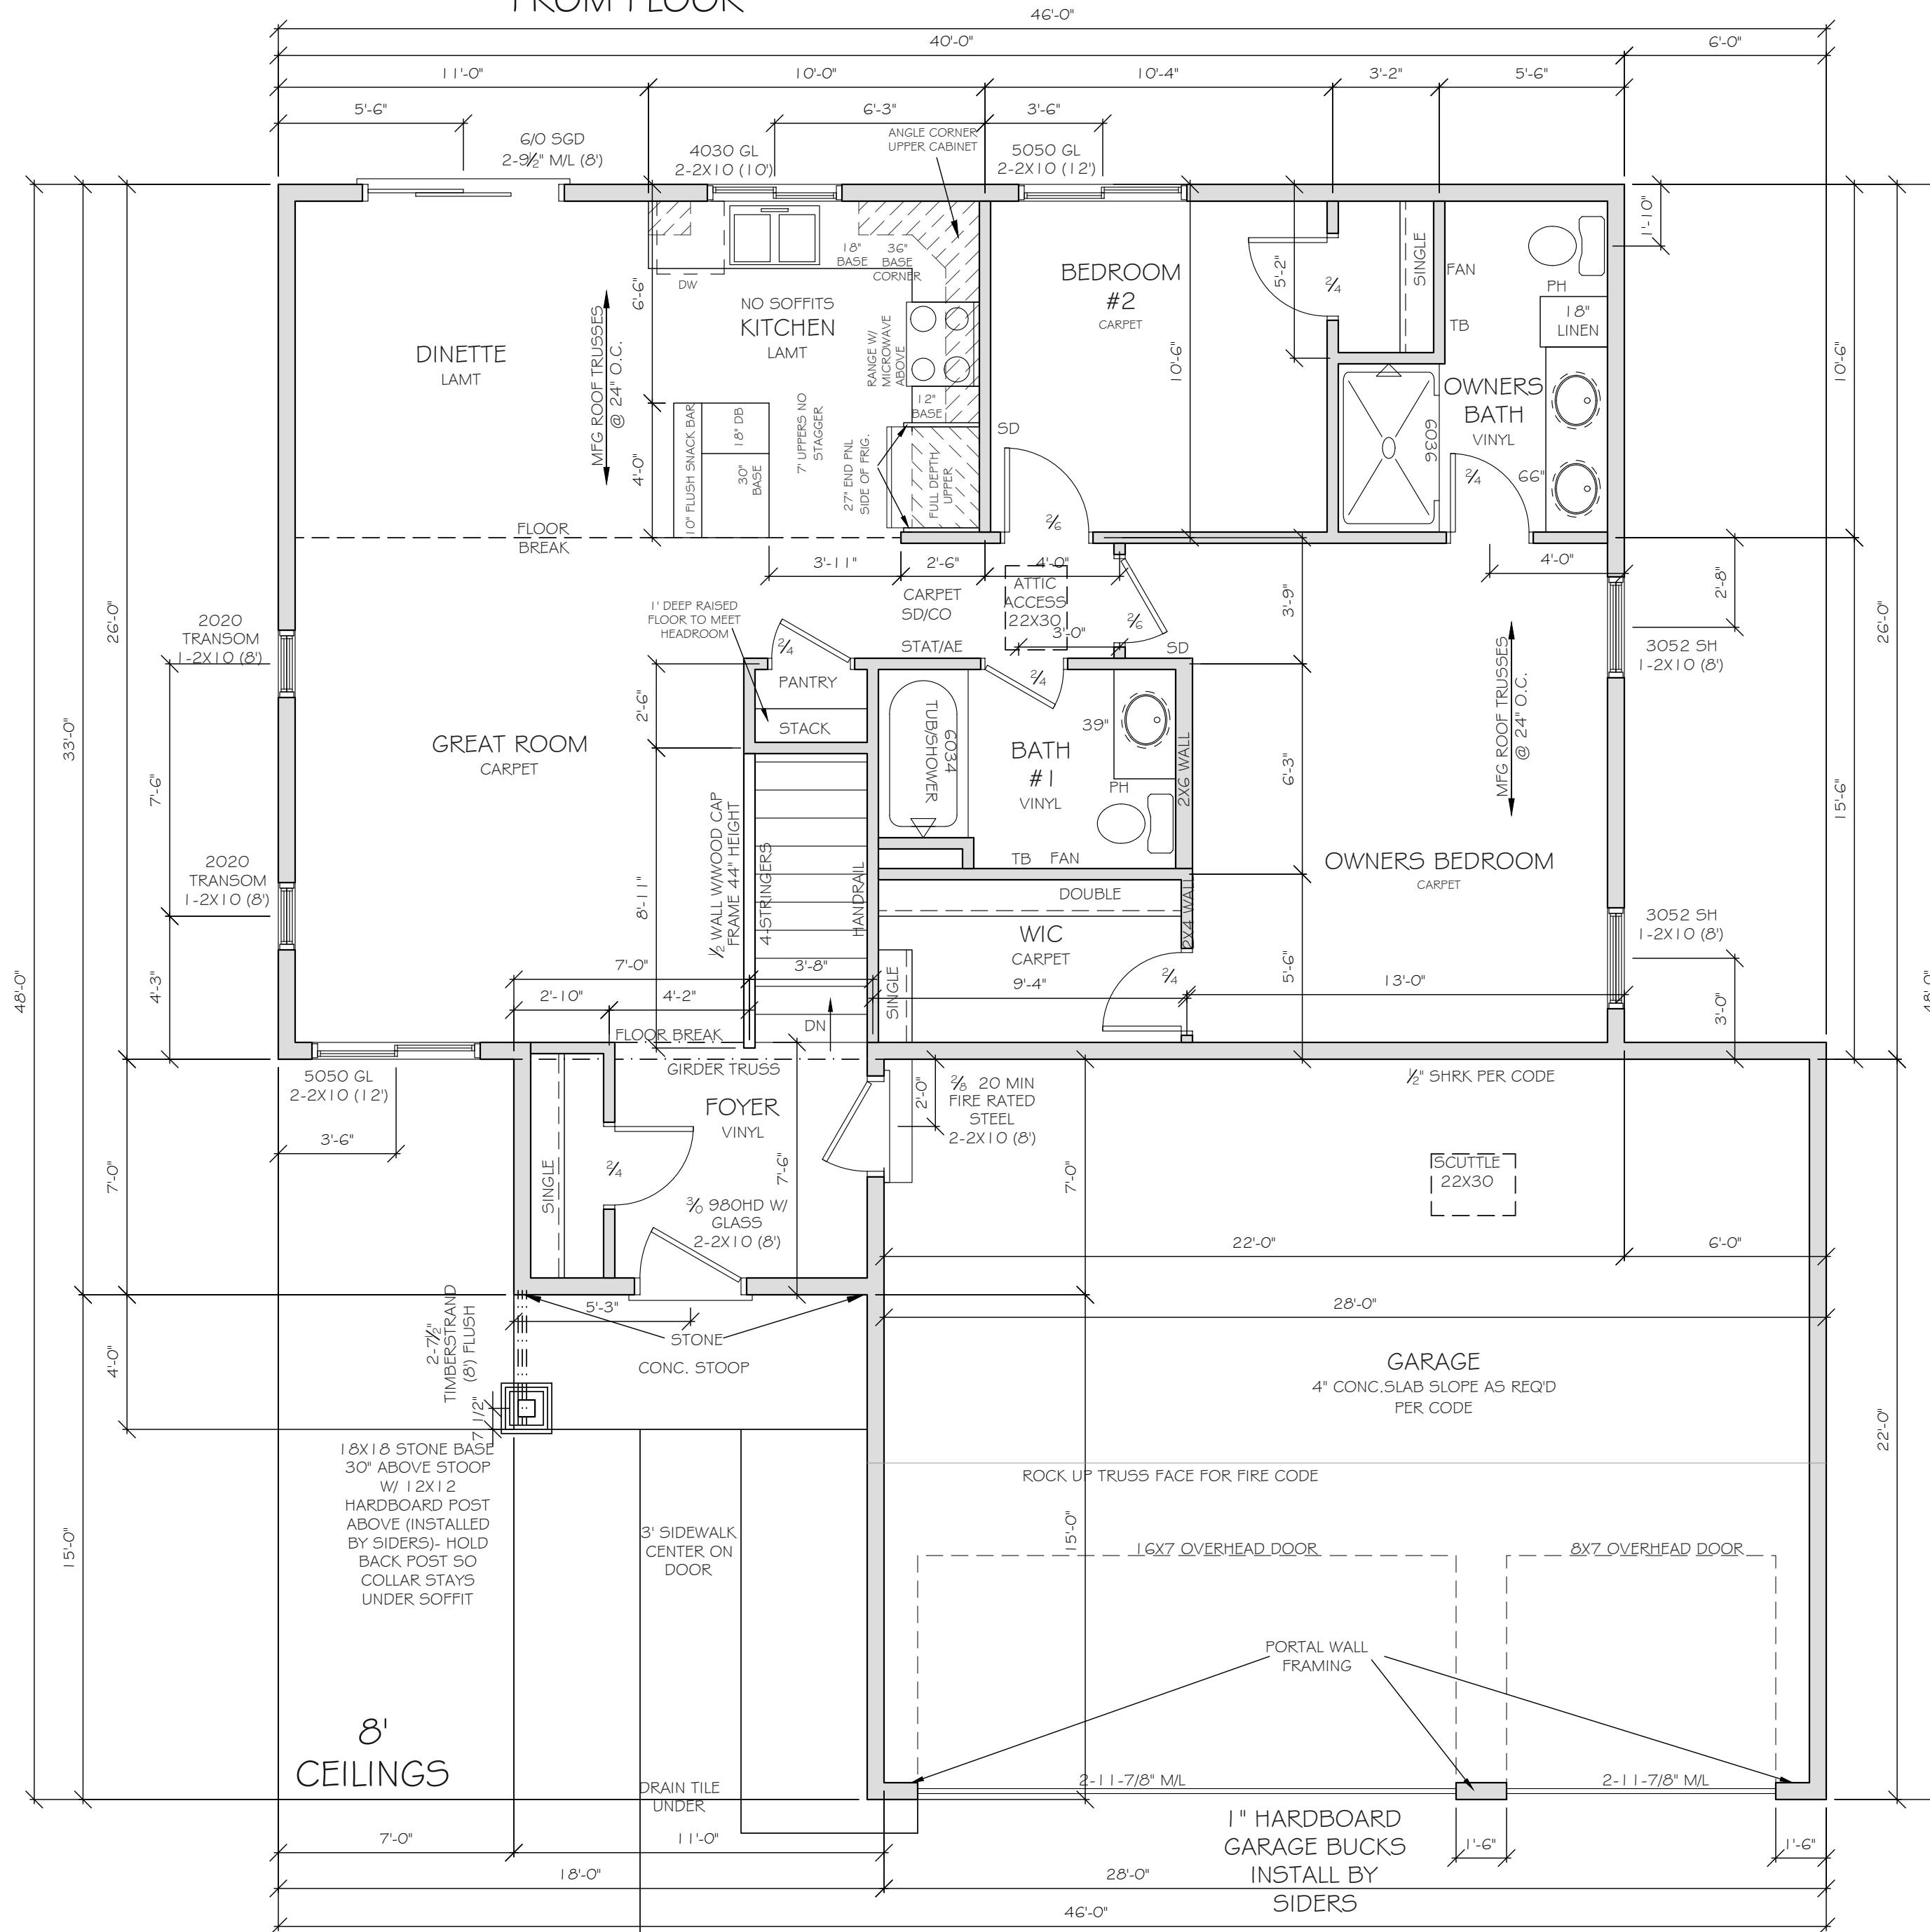 FROM FLOOR
46'-0"
40'-0"
6'-0"
11'-0"
10'-0"
10'-4"
3'-2"
5'-6"
5'-6"
6'-3"
3'-6"
6/0 SGD
2-9½" M/L (8')
4030 GL
2-2X10 (10')
ANGLE CORNER
UPPER CABINET
5050 GL
2-2X10 (12')
1'-10"
18"
BASE
36"
BASE
CORNER
DW
BEDROOM
#2
CARPET
5'-2"
2/4
SINGLE
FAN
TB
PH
18"
LINEN
6'-6"
NO SOFFITS
KITCHEN
LAMT
DINETTE
LAMT
MFG ROOF TRUSSES
@ 24" O.C.
RANGE W/
MICROWAVE
ABOVE
10'-6"
10'-6"
OWNERS
BATH
VINYL
6036
2/4
66"
12"
BASE
SD
10" FLUSH SNACK BAR
18" DB
30"
BASE
7' UPPERS NO
STAGGER
27" END PNL
SIDE OF FRIG.
FULL DEPTH
UPPER
4'-0"
2/6
FLOOR
BREAK
3'-11"
2'-6"
4'-0"
4'-0"
2'-8"
26'-0"
26'-0"
33'-0"
48'-0"
48'-0"
2020
TRANSOM
1-2X10 (8')
1' DEEP RAISED
FLOOR TO MEET
HEADROOM
CARPET
SD/CO
STAT/AE
ATTIC
ACCESS
22X30
3'-0"
2/6
SD
3'-9"
3052 SH
1-2X10 (8')
2/4
PANTRY
STACK
2/4
2'-6"
GREAT ROOM
CARPET
TUB/SHOWER
6034
BATH
#1
VINYL
39"
PH
2X6 WALL
6'-3"
MFG ROOF TRUSSES
@ 24" O.C.
15'-6"
7'-6"
2020
TRANSOM
1-2X10 (8')
8'-11"
½ WALL W/WOOD CAP
FRAME 44" HEIGHT
4-STRINGERS
HANDRAIL
TB
FAN
DOUBLE
2X4 WALL
OWNERS BEDROOM
CARPET
WIC
CARPET
3052 SH
1-2X10 (8')
4'-3"
7'-0"
3'-8"
2'-10"
4'-2"
SINGLE
9'-4"
2/4
5'-6"
13'-0"
3'-0"
FLOOR BREAK
DN
GIRDER TRUSS
5050 GL
2-2X10 (12')
3'-6"
FOYER
VINYL
2'-0"
2/8 20 MIN
FIRE RATED
STEEL
2-2X10 (8')
½" SHRK PER CODE
7'-0"
SINGLE
2/4
7'-6"
7'-0"
SCUTTLE
22X30
3/0 980HD W/
GLASS
2-2X10 (8')
22'-0"
6'-0"
28'-0"
2-7½"
TIMBERSTRAND
(8') FLUSH
5'-3"
STONE
CONC. STOOP
4'-0"
7 1/2"
GARAGE
4" CONC.SLAB SLOPE AS REQ'D
PER CODE
22'-0"
18X18 STONE BASE
30" ABOVE STOOP
W/ 12X12
HARDBOARD POST
ABOVE (INSTALLED
BY SIDERS)- HOLD
BACK POST SO
COLLAR STAYS
UNDER SOFFIT
ROCK UP TRUSS FACE FOR FIRE CODE
15'-0"
15'-0"
3' SIDEWALK
CENTER ON
DOOR
16X7 OVERHEAD DOOR
8X7 OVERHEAD DOOR
PORTAL WALL
FRAMING
8'
CEILINGS
DRAIN TILE
UNDER
2-11-7/8" M/L
2-11-7/8" M/L
1" HARDBOARD
GARAGE BUCKS
INSTALL BY
SIDERS
7'-0"
11'-0"
1'-6"
1'-6"
18'-0"
28'-0"
46'-0"